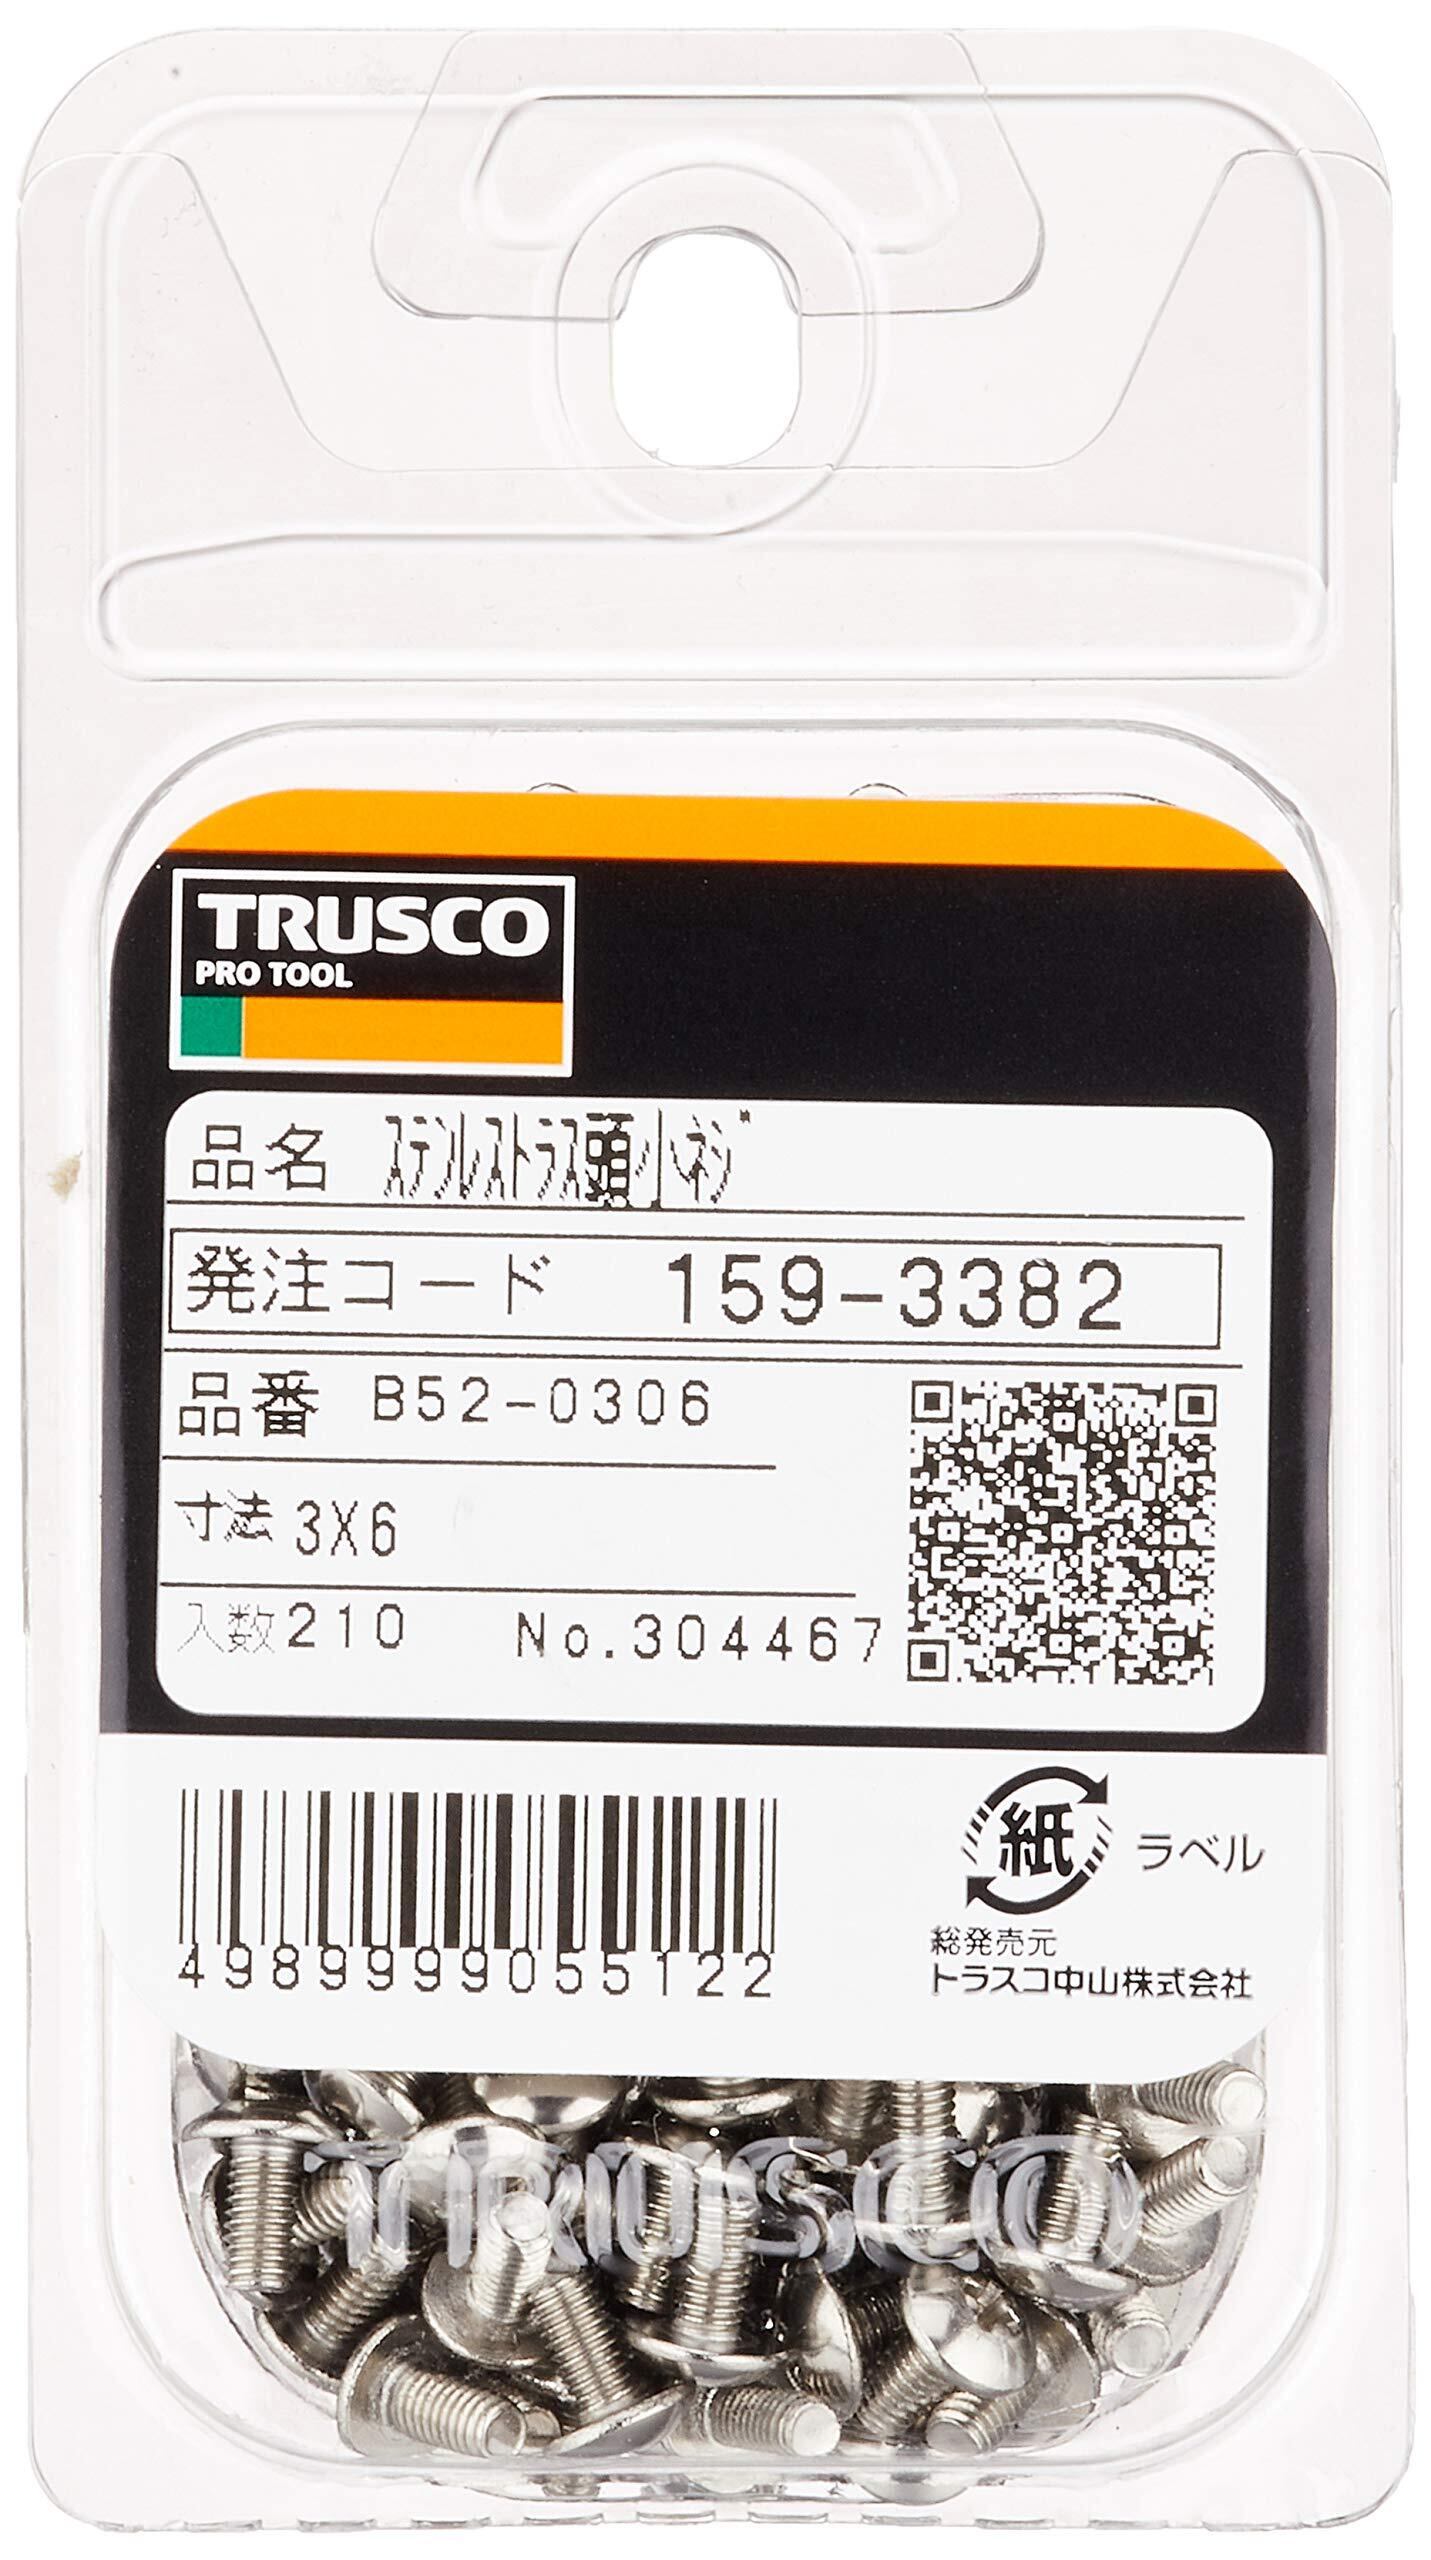 TRUSCO
PRO TOOL
品名 ステンレストラス頭小ネジ
発注コード 159-3382
品番 B52-0306
寸法 3X6
入数 210 No.304467
4989999055122
紙 ラベル
総発売元
トラスコ中山株式会社
TRUSCO